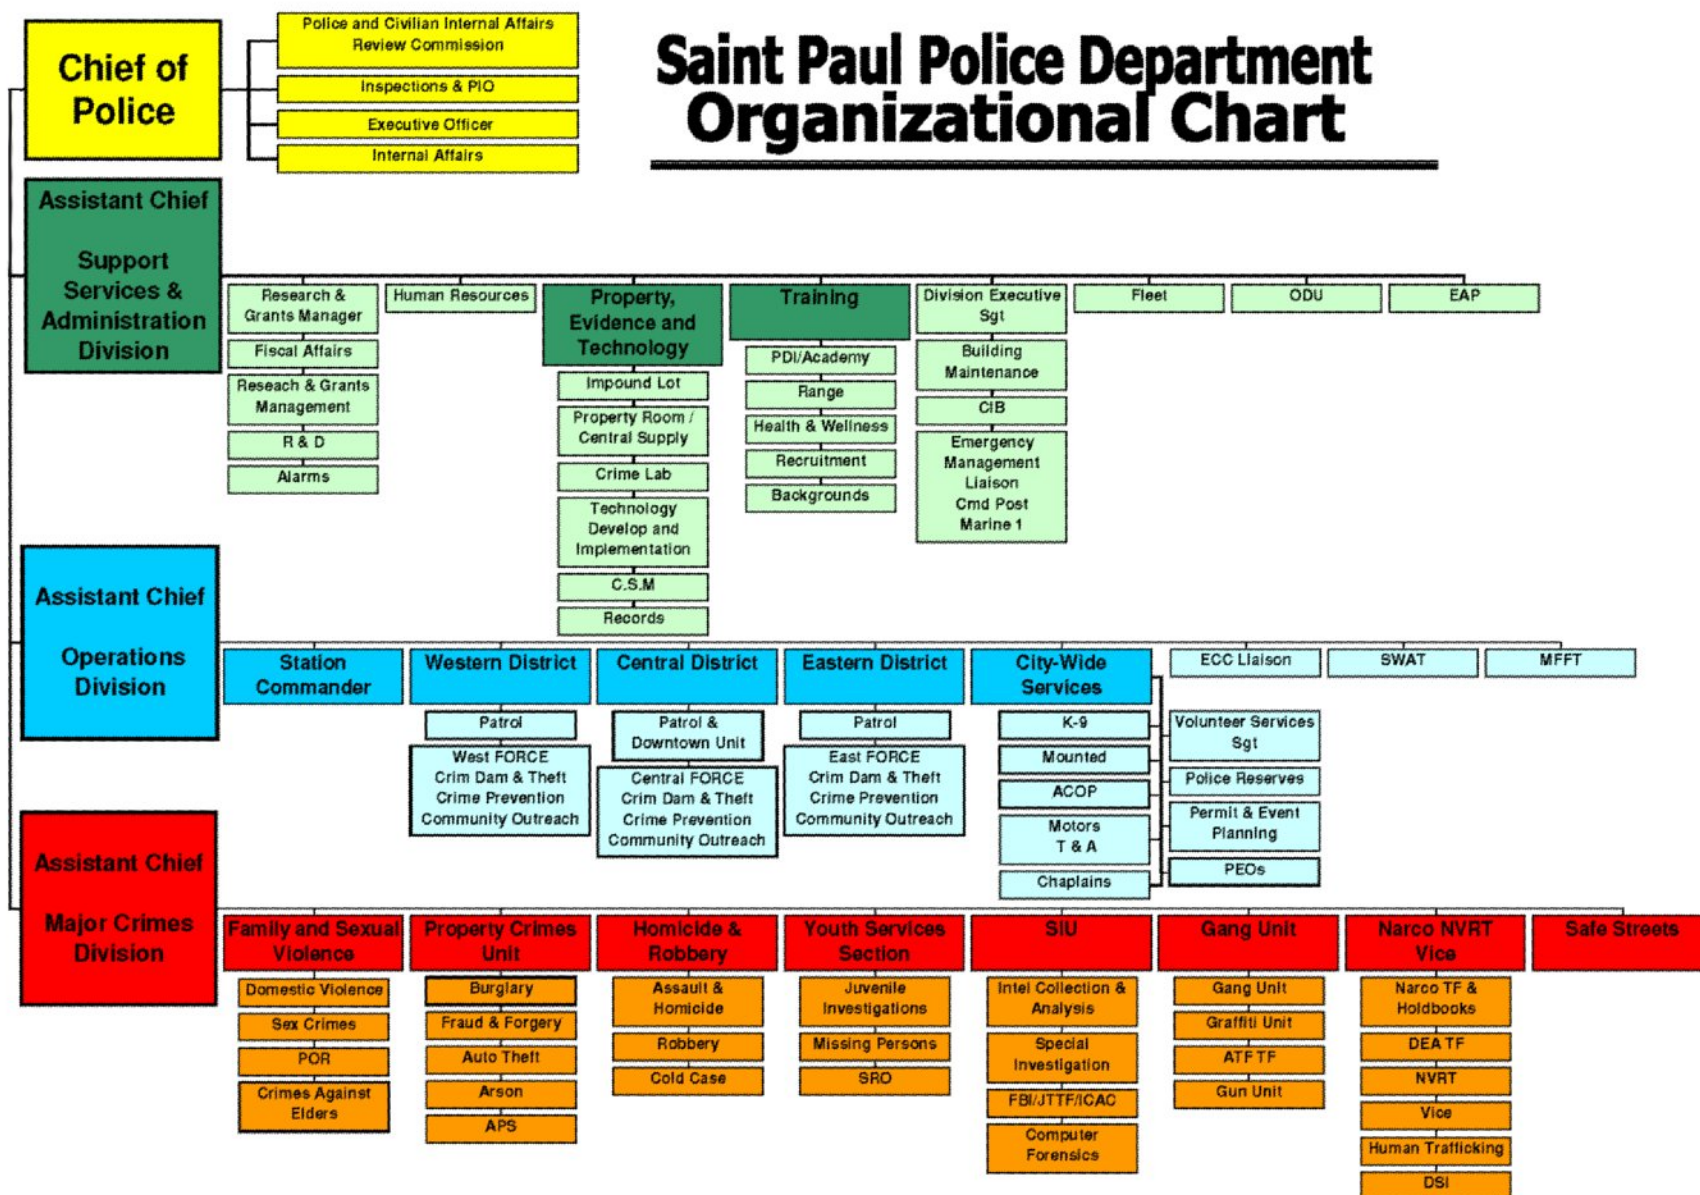 Chief of
Police
Police and Civilian Internal Affairs
Review Commission
Inspections & PIO
Executive Officer
Internal Affairs
Saint Paul Police Department
Organizational Chart
Assistant Chief
Support
Services &
Administration
Division
Research &
Grants Manager
Fiscal Affairs
Reseach & Grants
Management
R & D
Alarms
Human Resources
Property,
Evidence and
Technology
Impound Lot
Property Room /
Central Supply
Crime Lab
Technology
Develop and
Implementation
C.S.M
Records
Training
PDI/Academy
Range
Health & Wellness
Recruitment
Backgrounds
Division Executive
Sgt
Building
Maintenance
CIB
Emergency
Management
Liaison
Cmd Post
Marine 1
Fleet
ODU
EAP
Assistant Chief
Operations
Division
Station
Commander
Western District
Patrol
West FORCE
Crim Dam & Theft
Crime Prevention
Community Outreach
Central District
Patrol &
Downtown Unit
Central FORCE
Crim Dam & Theft
Crime Prevention
Community Outreach
Eastern District
Patrol
East FORCE
Crim Dam & Theft
Crime Prevention
Community Outreach
City-Wide
Services
K-9
Mounted
ACOP
Motors
T & A
Chaplains
Volunteer Services
Sgt
Police Reserves
Permit & Event
Planning
PEOs
ECC Liaison
SWAT
MFFT
Assistant Chief
Major Crimes
Division
Family and Sexual
Violence
Domestic Violence
Sex Crimes
POR
Crimes Against
Elders
Property Crimes
Unit
Burglary
Fraud & Forgery
Auto Theft
Arson
APS
Homicide &
Robbery
Assault &
Homicide
Robbery
Cold Case
Youth Services
Section
Juvenile
Investigations
Missing Persons
SRO
SIU
Intel Collection &
Analysis
Special
Investigation
FBI/JTTF/ICAC
Computer
Forensics
Gang Unit
Gang Unit
Graffiti Unit
ATF TF
Gun Unit
Narco NVRT
Vice
Narco TF &
Holdbooks
DEA TF
NVRT
Vice
Human Trafficking
DSI
Safe Streets